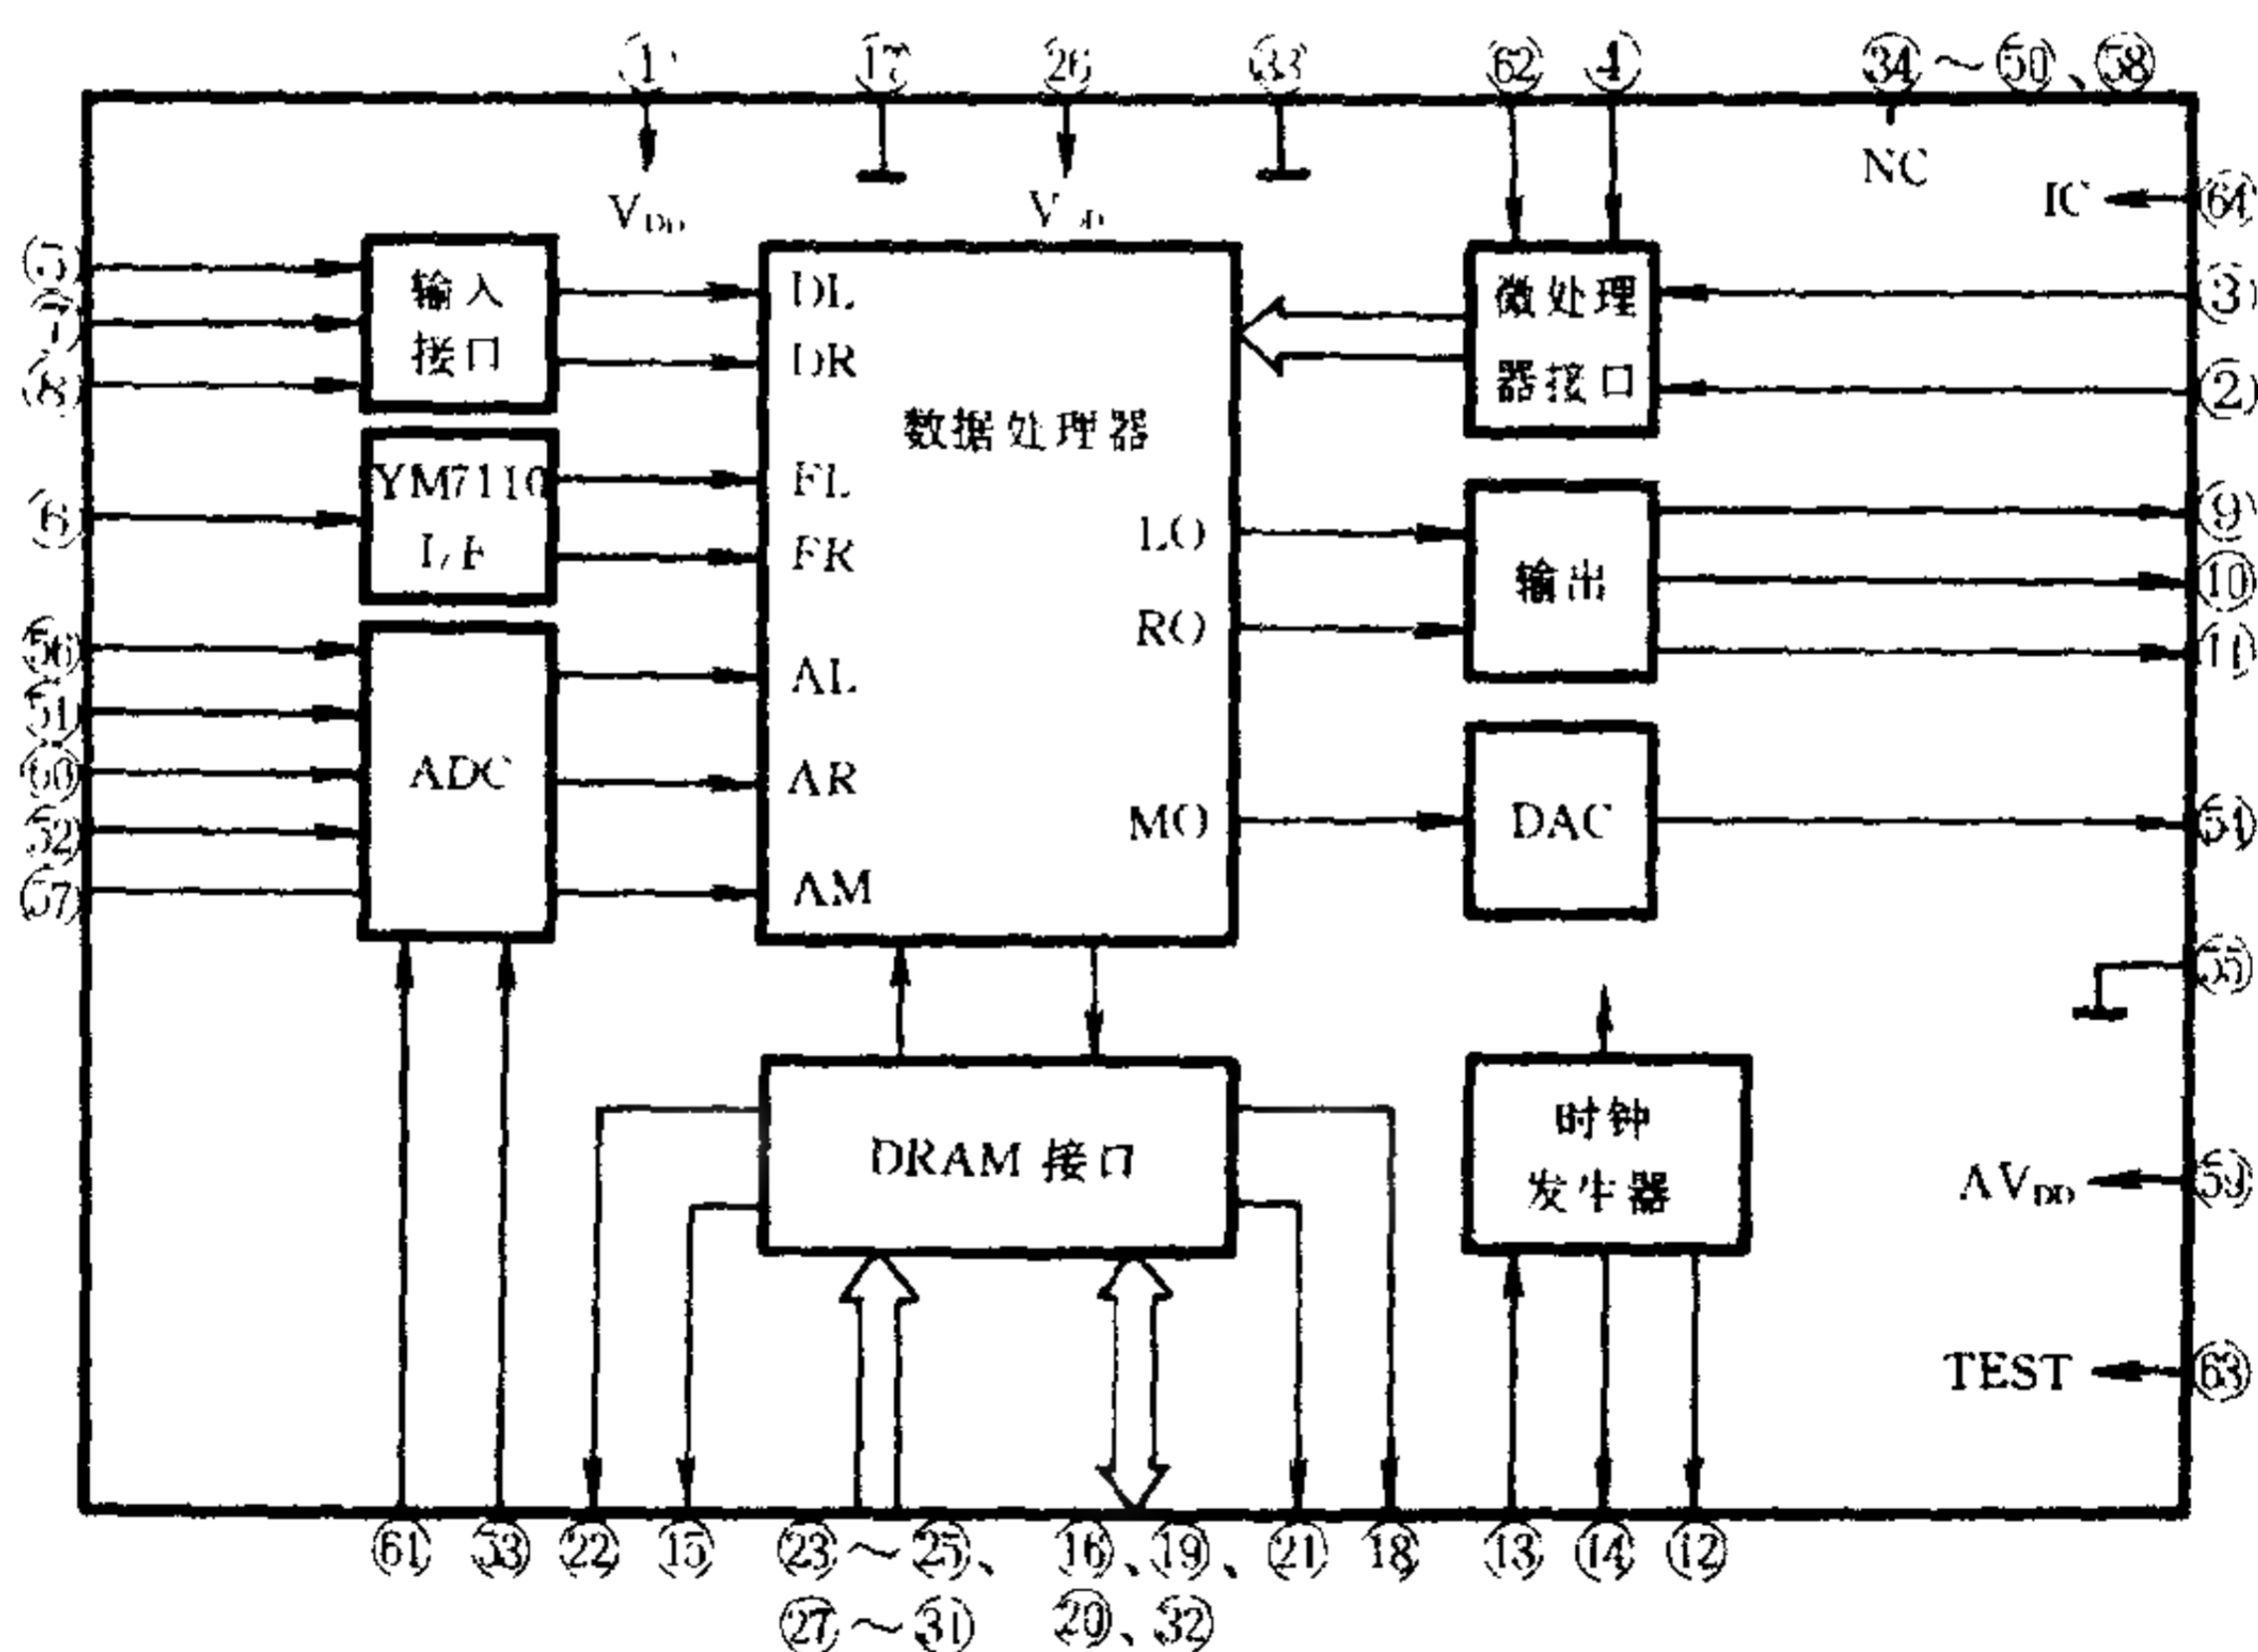 ① ⑰ ㉖ ㉝ 62 ④ ㉞～㊿、58
NC
V_DD
V_DD
IC 64
⑤
⑦
⑧
输入
接口
DL
DR
数据处理器
微处理
器接口
③
②
⑥
YM7110
I/F
FL
FR
LO
RO
输出
⑨
⑩
⑪
56
51
60
52
57
ADC
AL
AR
AM
MO
DAC
54
55
DRAM 接口
时钟
发生器
AV_DD 59
TEST 63
61 53 ㉒ ⑮ ㉓～㉕、 ⑯、⑲、 ㉑ ⑱ ⑬ ⑭ ⑫
㉗～㉛ ⑳、㉜